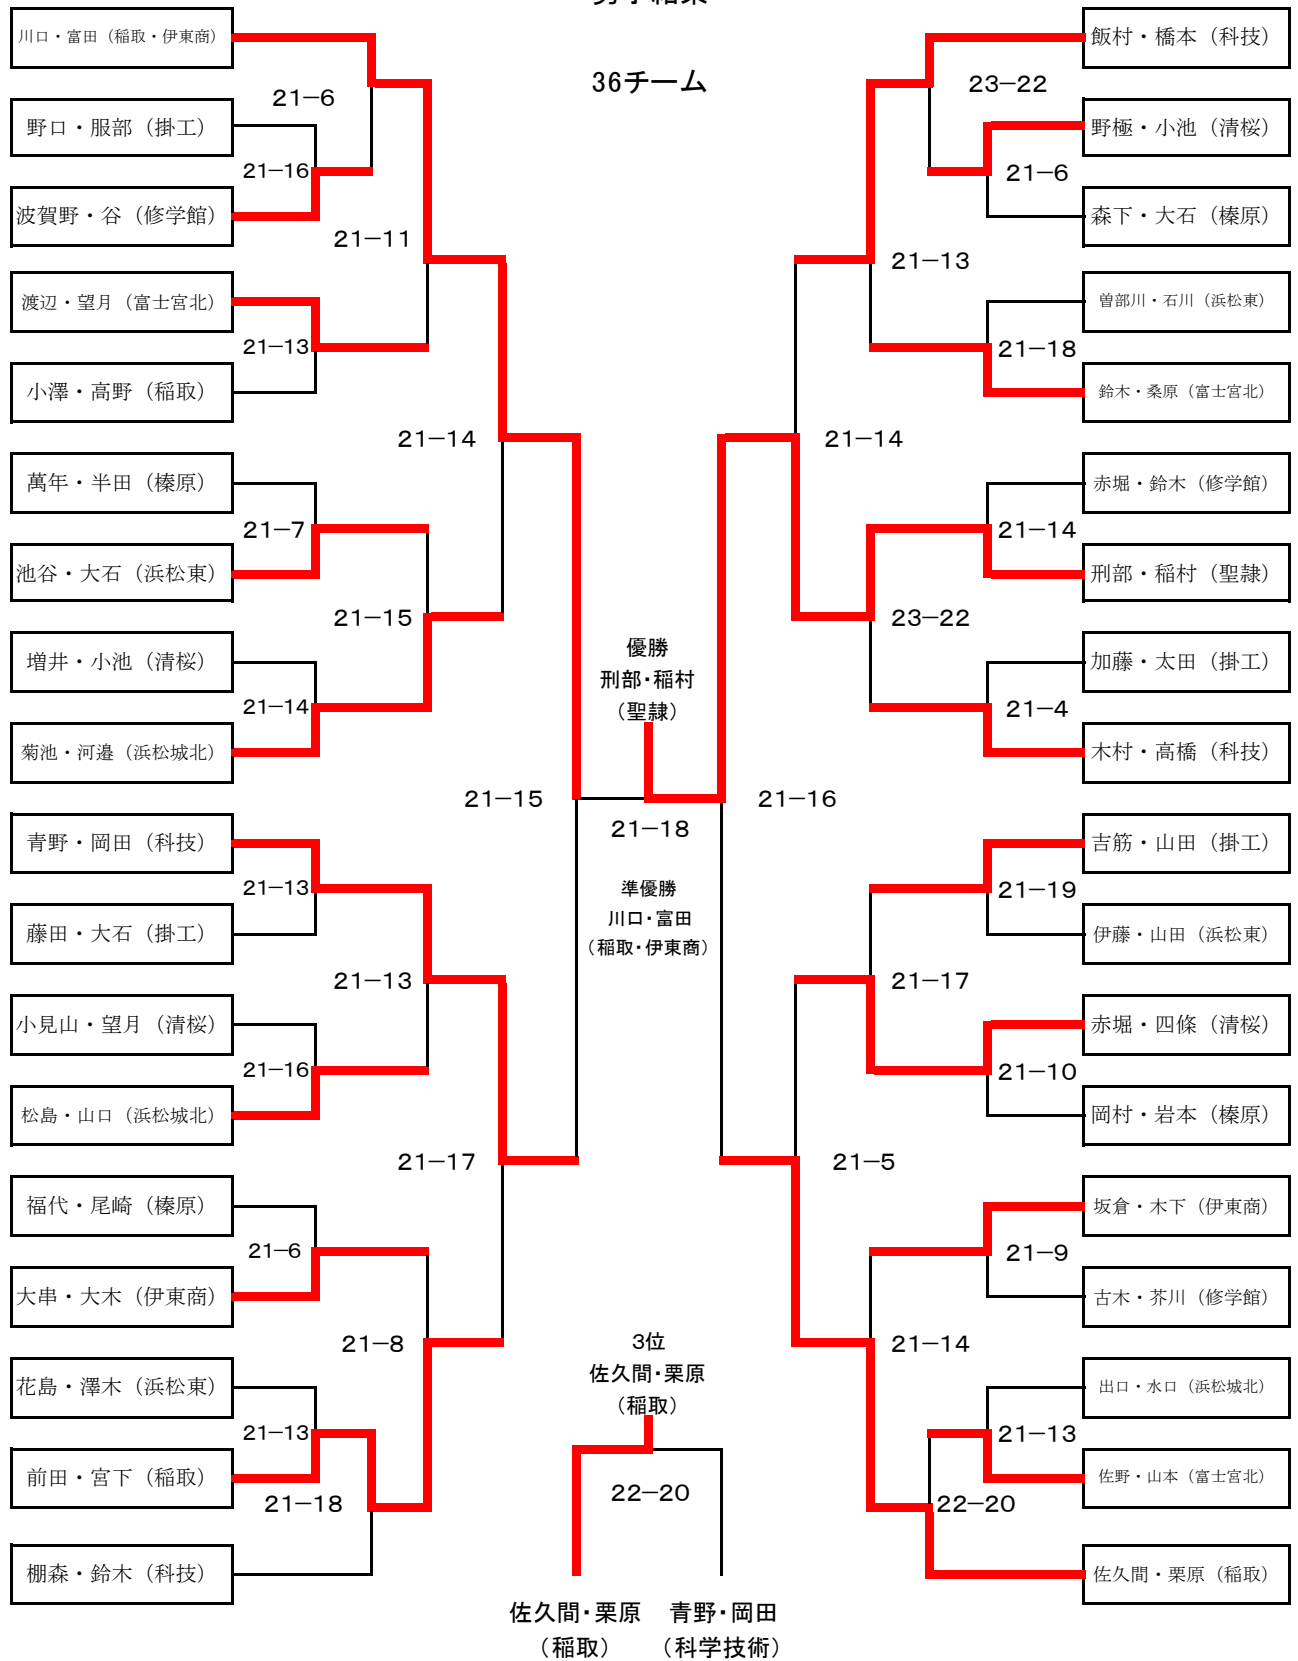 36チーム
川口・富田（稲取・伊東商）
21−6
野口・服部（掛工）
21−16
波賀野・谷（修学館）
21−11
渡辺・望月（富士宮北）
21−13
小澤・高野（稲取）
21−14
萬年・半田（榛原）
21−7
池谷・大石（浜松東）
21−15
増井・小池（清桜）
21−14
菊池・河邉（浜松城北）
21−15
青野・岡田（科技）
21−13
藤田・大石（掛工）
21−13
小見山・望月（清桜）
21−16
松島・山口（浜松城北）
21−17
福代・尾崎（榛原）
21−6
大串・大木（伊東商）
21−8
花島・澤木（浜松東）
21−13
前田・宮下（稲取）
21−18
棚森・鈴木（科技）
優勝
刑部・稲村
（聖隷）
21−18
準優勝
川口・富田
（稲取・伊東商）
3位
佐久間・栗原
（稲取）
22−20
佐久間・栗原
（稲取）
青野・岡田
（科学技術）
飯村・橋本（科技）
23−22
野極・小池（清桜）
21−6
森下・大石（榛原）
21−13
曽部川・石川（浜松東）
21−18
鈴木・桑原（富士宮北）
21−14
赤堀・鈴木（修学館）
21−14
刑部・稲村（聖隷）
23−22
加藤・太田（掛工）
21−4
木村・高橋（科技）
21−16
吉筋・山田（掛工）
21−19
伊藤・山田（浜松東）
21−17
赤堀・四條（清桜）
21−10
岡村・岩本（榛原）
21−5
坂倉・木下（伊東商）
21−9
古木・芥川（修学館）
21−14
出口・水口（浜松城北）
21−13
佐野・山本（富士宮北）
22−20
佐久間・栗原（稲取）